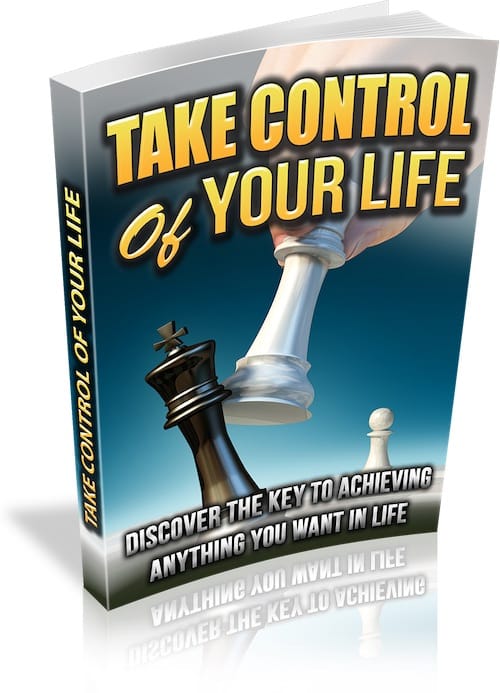 TAKE CONTROL
Of YOUR LIFE
TAKE CONTROL OF YOUR LIFE
DISCOVER THE KEY TO ACHIEVING
ANYTHING YOU WANT IN LIFE